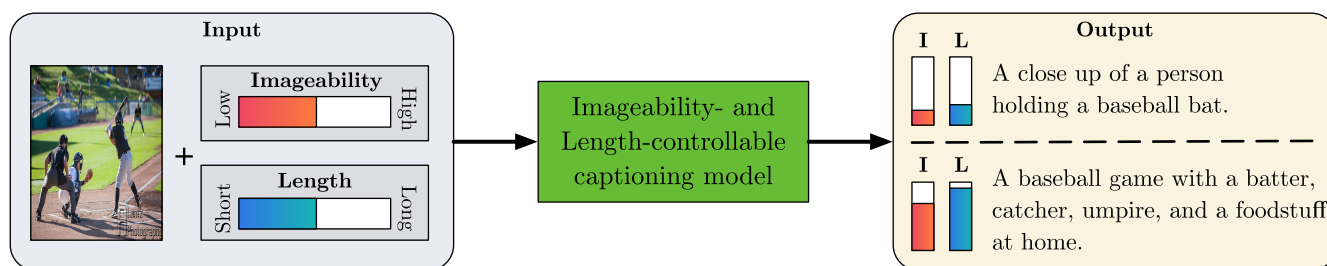 Input
Imageability
Low
High
+
Length
Short
Long
Imageability- and
Length-controllable
captioning model
Output
I L
A close up of a person
holding a baseball bat.
I L
A baseball game with a batter,
catcher, umpire, and a foodstuff
at home.